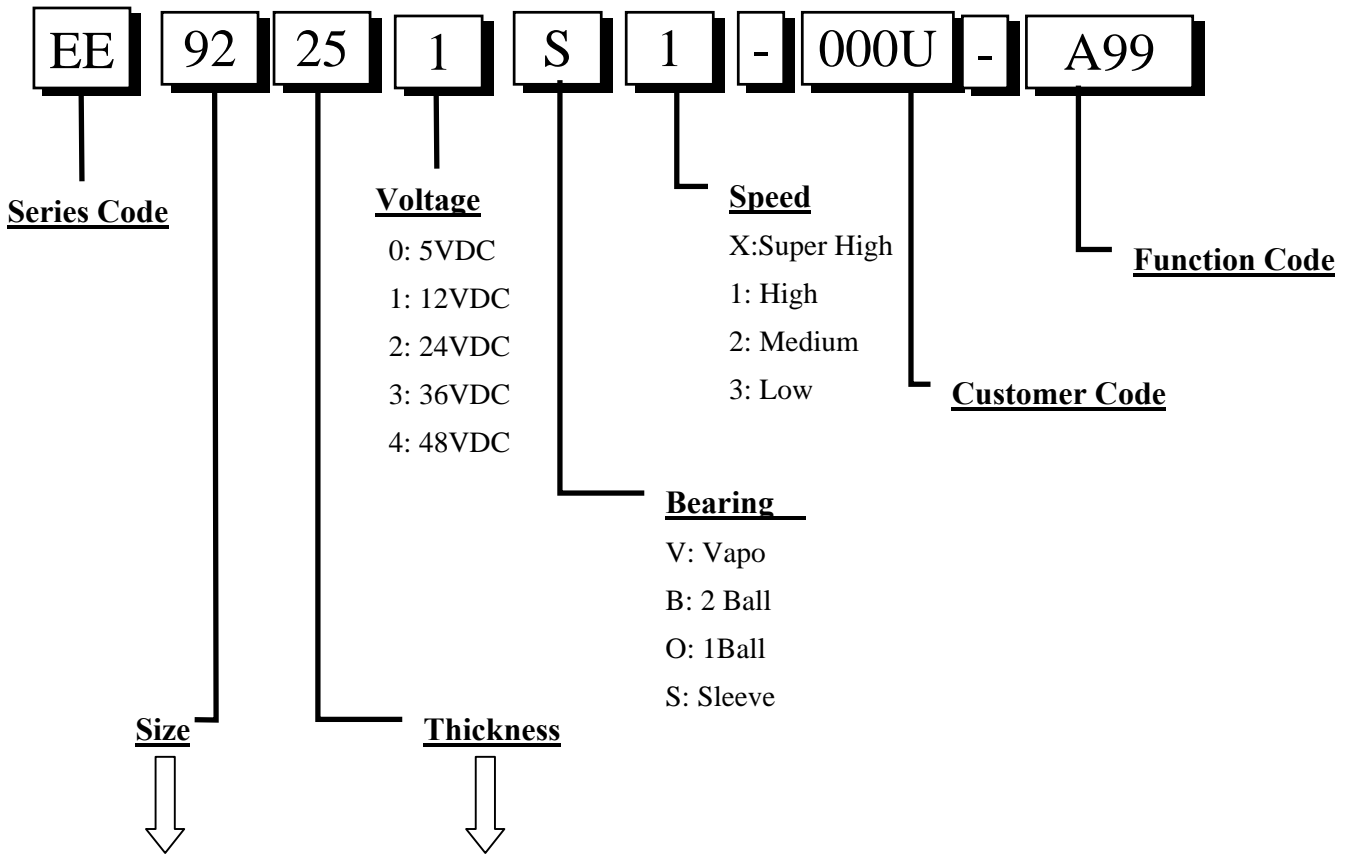 EE 92 25 1 S 1 - 000U - A99
Series Code
Voltage
0: 5VDC
1: 12VDC
2: 24VDC
3: 36VDC
4: 48VDC
Speed
X:Super High
1: High
2: Medium
3: Low
Function Code
Customer Code
Bearing
V: Vapo
B: 2 Ball
O: 1Ball
S: Sleeve
Size
Thickness